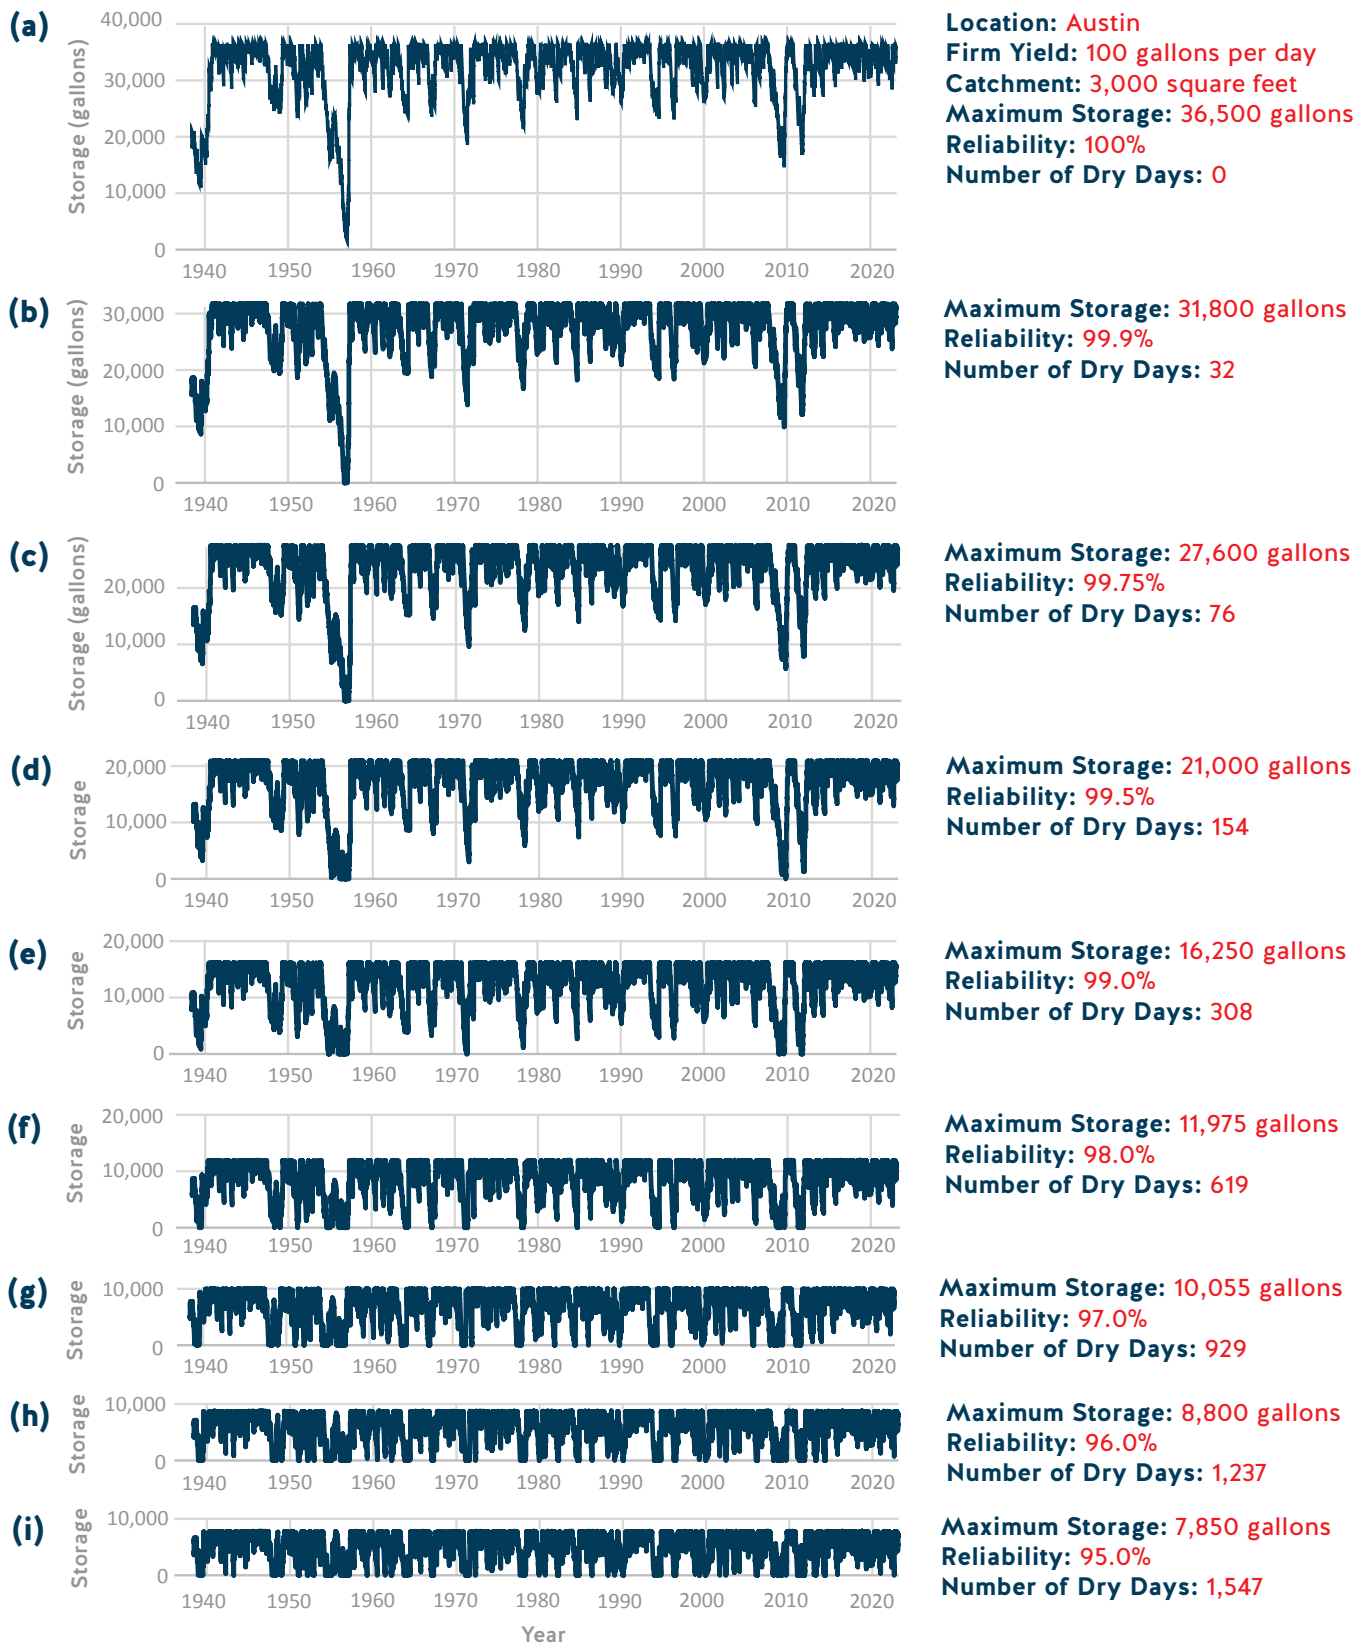 (a)
Storage (gallons)
40,000
30,000
20,000
10,000
0
1940 1950 1960 1970 1980 1990 2000 2010 2020
Location: Austin
Firm Yield: 100 gallons per day
Catchment: 3,000 square feet
Maximum Storage: 36,500 gallons
Reliability: 100%
Number of Dry Days: 0
(b)
Storage (gallons)
30,000
20,000
10,000
0
1940 1950 1960 1970 1980 1990 2000 2010 2020
Maximum Storage: 31,800 gallons
Reliability: 99.9%
Number of Dry Days: 32
(c)
Storage (gallons)
20,000
10,000
0
1940 1950 1960 1970 1980 1990 2000 2010 2020
Maximum Storage: 27,600 gallons
Reliability: 99.75%
Number of Dry Days: 76
(d)
Storage
20,000
10,000
0
1940 1950 1960 1970 1980 1990 2000 2010 2020
Maximum Storage: 21,000 gallons
Reliability: 99.5%
Number of Dry Days: 154
(e)
Storage
20,000
10,000
0
1940 1950 1960 1970 1980 1990 2000 2010 2020
Maximum Storage: 16,250 gallons
Reliability: 99.0%
Number of Dry Days: 308
(f)
Storage
20,000
10,000
0
1940 1950 1960 1970 1980 1990 2000 2010 2020
Maximum Storage: 11,975 gallons
Reliability: 98.0%
Number of Dry Days: 619
(g)
Storage
10,000
0
1940 1950 1960 1970 1980 1990 2000 2010 2020
Maximum Storage: 10,055 gallons
Reliability: 97.0%
Number of Dry Days: 929
(h)
Storage
10,000
0
1940 1950 1960 1970 1980 1990 2000 2010 2020
Maximum Storage: 8,800 gallons
Reliability: 96.0%
Number of Dry Days: 1,237
(i)
Storage
10,000
0
1940 1950 1960 1970 1980 1990 2000 2010 2020
Maximum Storage: 7,850 gallons
Reliability: 95.0%
Number of Dry Days: 1,547
Year